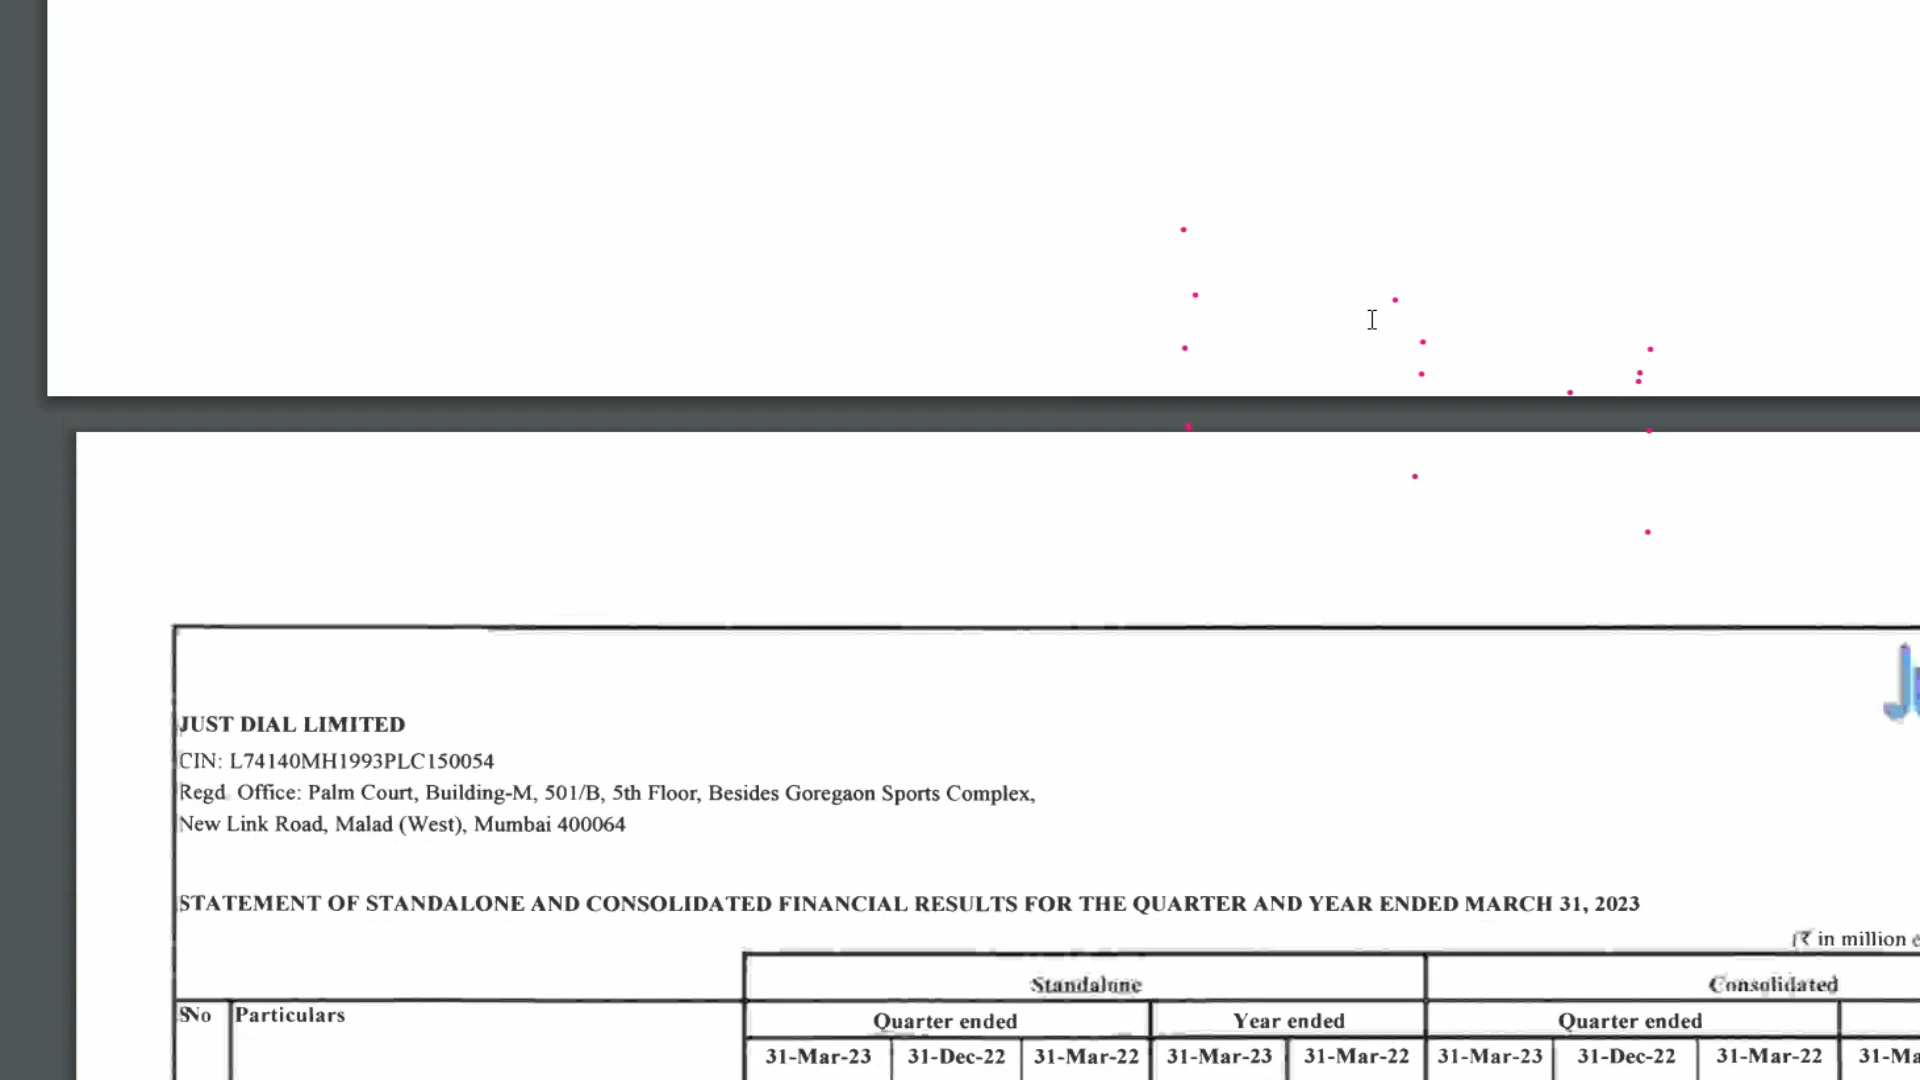 JUST DIAL LIMITED
CIN: L74140MH1993PLC150054
Regd. Office: Palm Court, Building-M, 501/B, 5th Floor, Besides Goregaon Sports Complex,
New Link Road, Malad (West), Mumbai 400064
STATEMENT OF STANDALONE AND CONSOLIDATED FINANCIAL RESULTS FOR THE QUARTER AND YEAR ENDED MARCH 31, 2023
(₹ in million
Standalone Consolidated
SNo Particulars Quarter ended Year ended Quarter ended
31-Mar-23 31-Dec-22 31-Mar-22 31-Mar-23 31-Mar-22 31-Mar-23 31-Dec-22 31-Mar-22